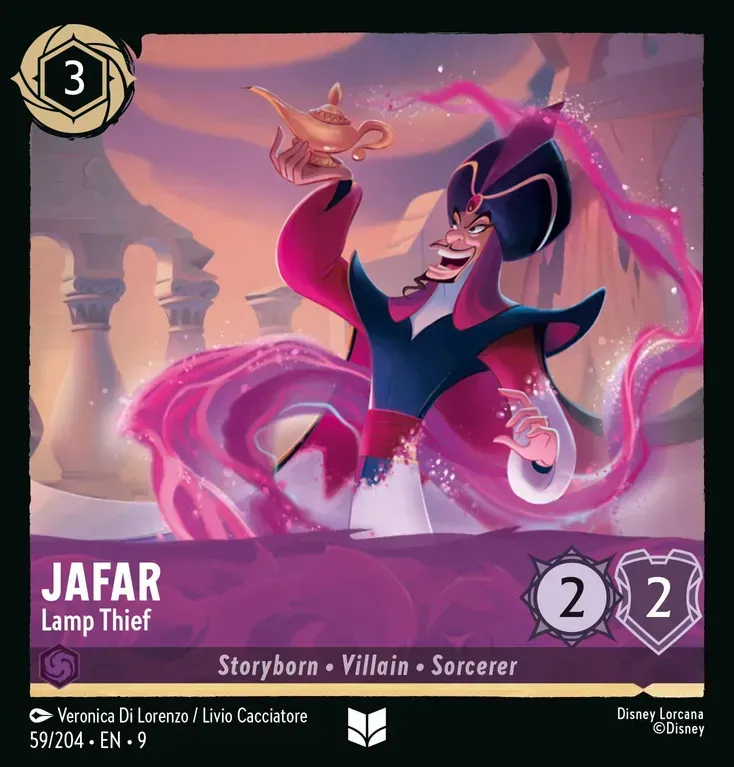 3
JAFAR
Lamp Thief
2 2
Storyborn • Villain • Sorcerer
Veronica Di Lorenzo / Livio Cacciatore
59/204 • EN • 9
Disney Lorcana
©Disney